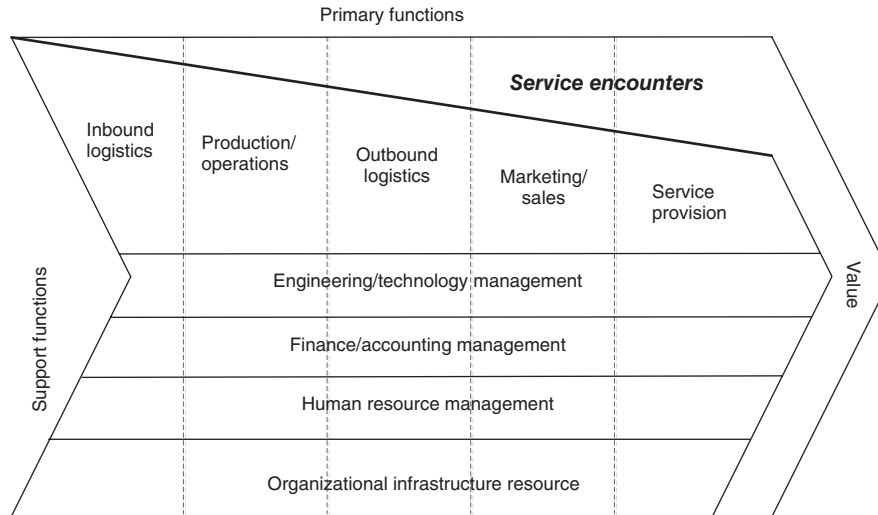 Primary functions
Service encounters
Inbound
logistics
Production/
operations
Outbound
logistics
Marketing/
sales
Service
provision
Support functions
Engineering/technology management
Finance/accounting management
Human resource management
Organizational infrastructure resource
Value